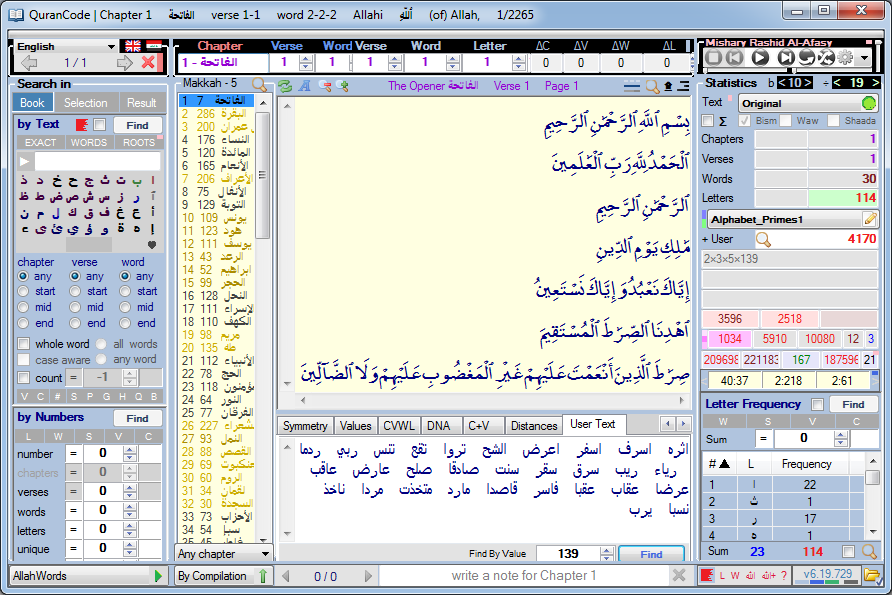 QuranCode | Chapter 1 الفاتحة verse 1-1 word 2-2-2 Allahi ٱللَّهِ (of) Allah, 1/2265
English
1 / 1
Chapter Verse Word Verse Word Letter ΔC ΔV ΔW ΔL
1 - الفاتحة 1 1 1 1 1 0 0 0 0
Mishary Rashid Al-Afasy
Search in
Book Selection Result
by Text Find
EXACT WORDS ROOTS
ا ب ت ث ج ح خ د ذ
ر ز س ش ص ض ط ظ
ع غ ف ق ك ل م ن
ه ة و ؤ ي ئ ى ء
chapter verse word
any any any
start start start
mid mid mid
end end end
whole word all words
case aware any word
count = -1
V C # S P G H Q B
by Numbers Find
L W S V C
number = 0
chapters = 0
verses = 0
words = 0
letters = 0
unique = 0
AllahWords
Makkah - 5
1 7 الفاتحة
2 286 البقرة
3 200 آل عمران
4 176 النساء
5 120 المائدة
6 165 الأنعام
7 206 الأعراف
8 75 الأنفال
9 129 التوبة
10 109 يونس
11 123 هود
12 111 يوسف
13 43 الرعد
14 52 ابراهيم
15 99 الحجر
16 128 النحل
17 111 الإسراء
18 110 الكهف
19 98 مريم
20 135 طه
21 112 الأنبياء
22 78 الحج
23 118
24 64 النور
25 77 الفرقان
26 227
27 93 النمل
28 88 القصص
29 69
30 60 الروم
31 34 لقمان
32 30 السجدة
33 73 الأحزاب
34 54 سبإ
35 45 فاطر
Any chapter
By Compilation
The Opener الفاتحة Verse 1 Page 1
بِسْمِ ٱللَّهِ ٱلرَّحْمَٰنِ ٱلرَّحِيمِ
ٱلْحَمْدُ لِلَّهِ رَبِّ ٱلْعَٰلَمِينَ
ٱلرَّحْمَٰنِ ٱلرَّحِيمِ
مَٰلِكِ يَوْمِ ٱلدِّينِ
إِيَّاكَ نَعْبُدُ وَإِيَّاكَ نَسْتَعِينُ
ٱهْدِنَا ٱلصِّرَٰطَ ٱلْمُسْتَقِيمَ
صِرَٰطَ ٱلَّذِينَ أَنْعَمْتَ عَلَيْهِمْ غَيْرِ ٱلْمَغْضُوبِ عَلَيْهِمْ وَلَا ٱلضَّآلِّينَ
Symmetry Values CVWL DNA C+V Distances User Text
اثره اسرف اسفر اعرض الشح تروا تقع تتس ربي ردما
رياء ريب سرق سقر سنت صادقا صلح عارض عاقب
عرضا عقاب عقبا فاسر قاصدا مارد متخذت مردا ناخذ
نسبا يرب
Find By Value 139 Find
0 / 0 write a note for Chapter 1
Statistics b < 10 > ÷ < 19 >
Text Original
Σ Bism Waw Shaada
Chapters 1
Verses 1
Words 30
Letters 114
Alphabet_Primes1
+ User 4170
2×3×5×139
3596 2518
1034 5910 10080 12 3
209698 221183 167 187596 21
40:37 2:218 2:61
Letter Frequency Find
W S V C
Sum = 0
# L Frequency
1 ا 22
2 ث 1
3 ر 17
4 ه 1
Sum 23 114
L W ?
v6.19.729